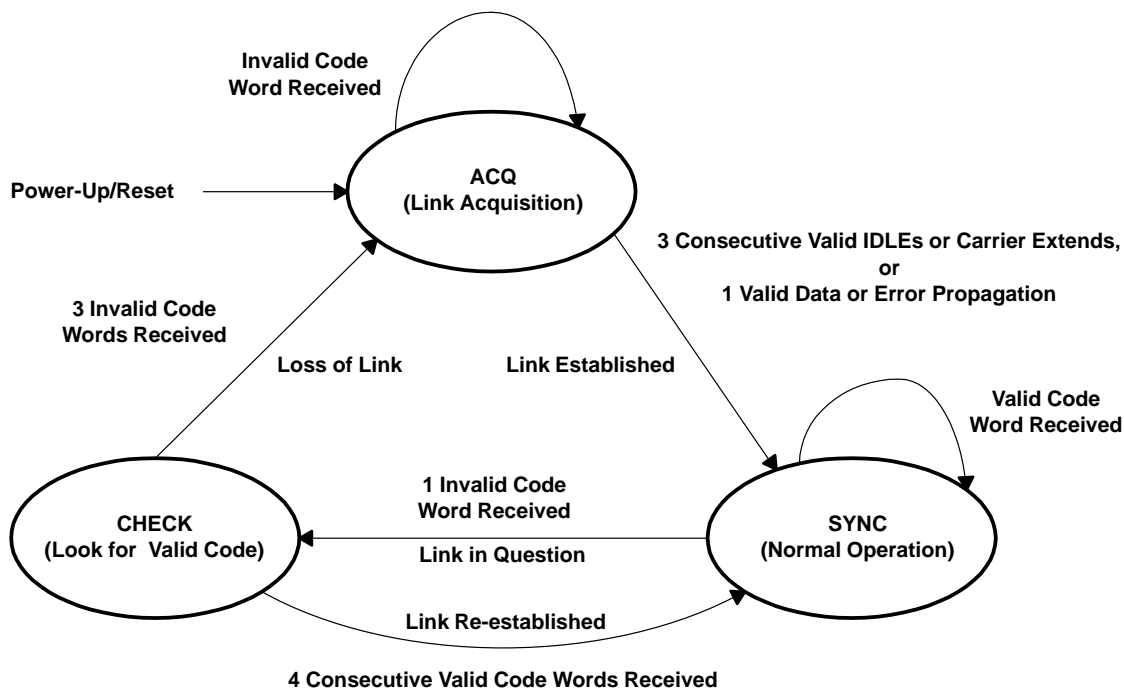 Invalid Code
Word Received
Power-Up/Reset
ACQ
(Link Acquisition)
3 Consecutive Valid IDLEs or Carrier Extends,
or
1 Valid Data or Error Propagation
3 Invalid Code
Words Received
Loss of Link
Link Established
Valid Code
Word Received
1 Invalid Code
Word Received
CHECK
(Look for Valid Code)
SYNC
(Normal Operation)
Link in Question
Link Re-established
4 Consecutive Valid Code Words Received